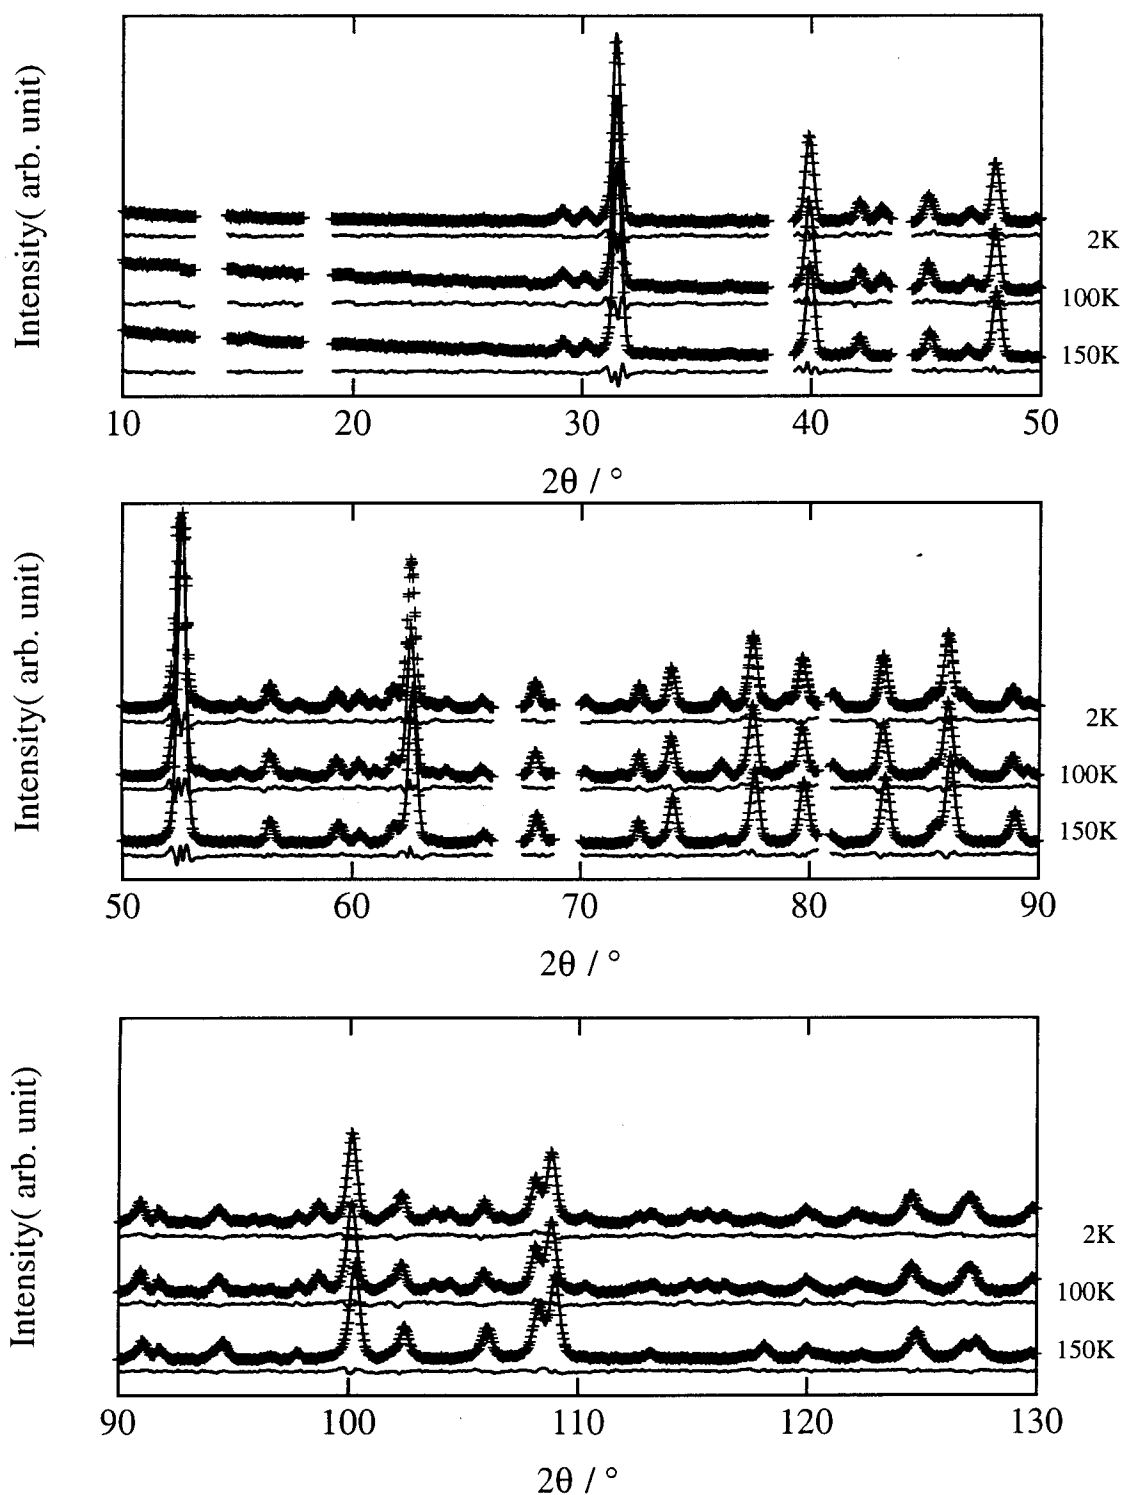 Intensity( arb. unit)
2K
100K
150K
10 20 30 40 50
2θ / °
Intensity( arb. unit)
2K
100K
150K
50 60 70 80 90
2θ / °
Intensity( arb. unit)
2K
100K
150K
90 100 110 120 130
2θ / °